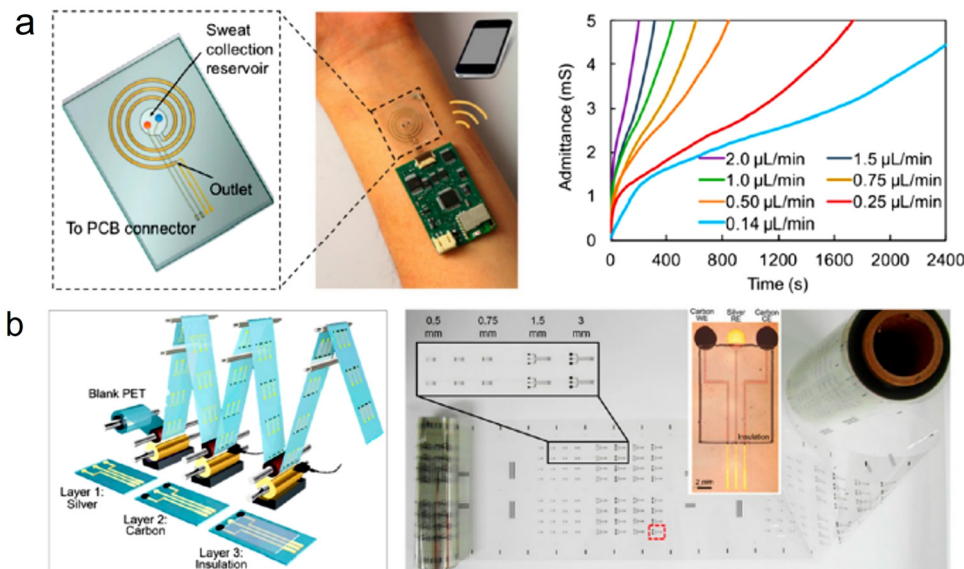 a
Sweat
collection
reservoir
Outlet
To PCB connector
Admittance (mS)
5
4
3
2
1
0
2.0 µL/min
1.5 µL/min
1.0 µL/min
0.75 µL/min
0.50 µL/min
0.25 µL/min
0.14 µL/min
0 400 800 1200 1600 2000 2400
Time (s)
b
Blank PET
Layer 1:
Silver
Layer 2:
Carbon
Layer 3:
Insulation
0.5 0.75 1.5 3
mm mm mm mm
Carbon Silver Carbon
WE RE CE
Insulation
2 mm